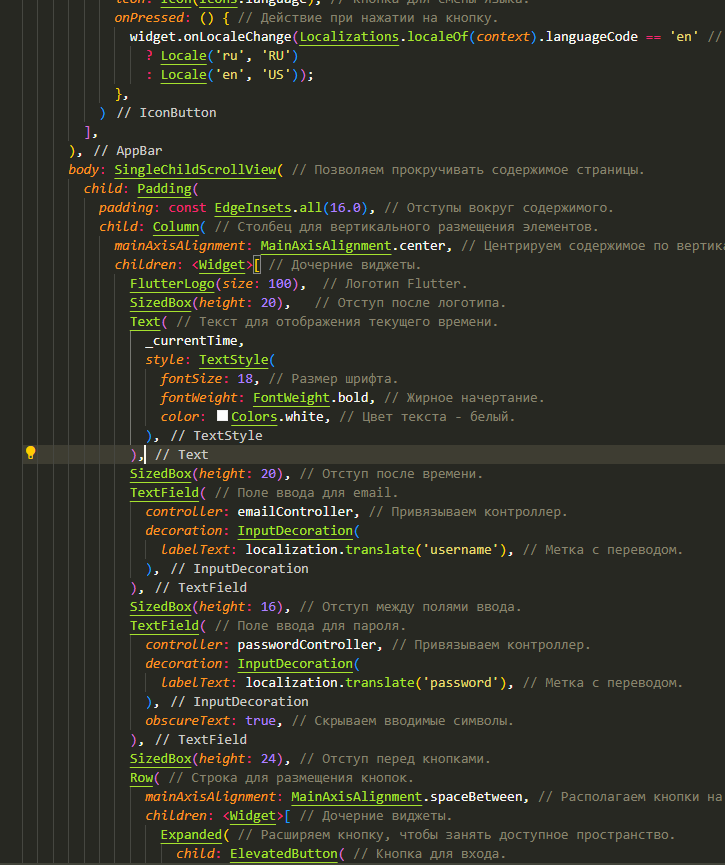 icon: Icon(Icons.language), // Кнопка для смены языка.
onPressed: () { // Действие при нажатии на кнопку.
widget.onLocaleChange(Localizations.localeOf(context).languageCode == 'en' //
? Locale('ru', 'RU')
: Locale('en', 'US'));
},
) // IconButton
],
), // AppBar
body: SingleChildScrollView( // Позволяем прокручивать содержимое страницы.
child: Padding(
padding: const EdgeInsets.all(16.0), // Отступы вокруг содержимого.
child: Column( // Столбец для вертикального размещения элементов.
mainAxisAlignment: MainAxisAlignment.center, // Центрируем содержимое по вертика
children: <Widget>[ // Дочерние виджеты.
FlutterLogo(size: 100),  // Логотип Flutter.
SizedBox(height: 20),   // Отступ после логотипа.
Text( // Текст для отображения текущего времени.
_currentTime,
style: TextStyle(
fontSize: 18, // Размер шрифта.
fontWeight: FontWeight.bold, // Жирное начертание.
color: Colors.white, // Цвет текста - белый.
), // TextStyle
), // Text
SizedBox(height: 20), // Отступ после времени.
TextField( // Поле ввода для email.
controller: emailController, // Привязываем контроллер.
decoration: InputDecoration(
labelText: localization.translate('username'), // Метка с переводом.
), // InputDecoration
), // TextField
SizedBox(height: 16), // Отступ между полями ввода.
TextField( // Поле ввода для пароля.
controller: passwordController, // Привязываем контроллер.
decoration: InputDecoration(
labelText: localization.translate('password'), // Метка с переводом.
), // InputDecoration
obscureText: true, // Скрываем вводимые символы.
), // TextField
SizedBox(height: 24), // Отступ перед кнопками.
Row( // Строка для размещения кнопок.
mainAxisAlignment: MainAxisAlignment.spaceBetween, // Располагаем кнопки на
children: <Widget>[ // Дочерние виджеты.
Expanded( // Расширяем кнопку, чтобы занять доступное пространство.
child: ElevatedButton( // Кнопка для входа.